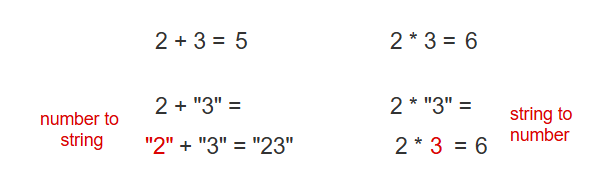 2 + 3 = 5
2 * 3 = 6
number to
string
2 + "3" =
"2" + "3" = "23"
2 * "3" =
2 * 3 = 6
string to
number